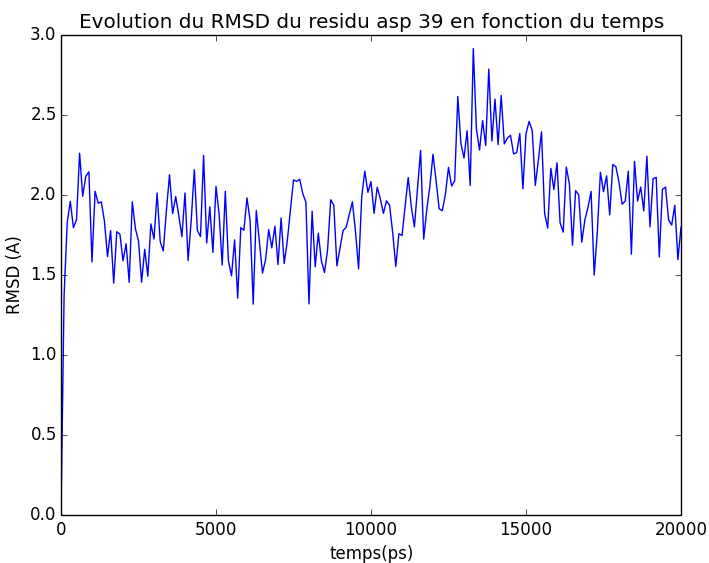 Evolution du RMSD du residu asp 39 en fonction du temps
3.0
2.5
2.0
1.5
1.0
0.5
0.0
RMSD (A)
0 5000 10000 15000 20000
temps(ps)